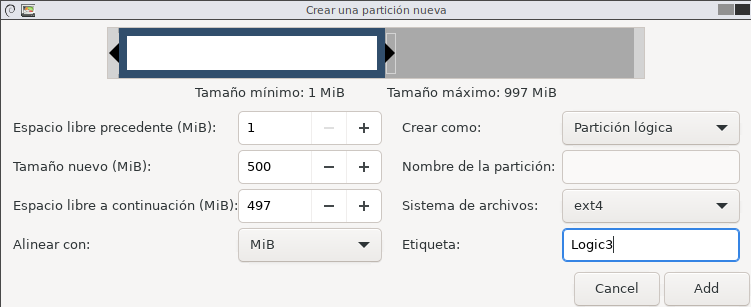 Crear una partición nueva
Tamaño mínimo: 1 MiB Tamaño máximo: 997 MiB
Espacio libre precedente (MiB): 1 Crear como: Partición lógica
Tamaño nuevo (MiB): 500 Nombre de la partición:
Espacio libre a continuación (MiB): 497 Sistema de archivos: ext4
Alinear con: MiB Etiqueta: Logic3
Cancel Add